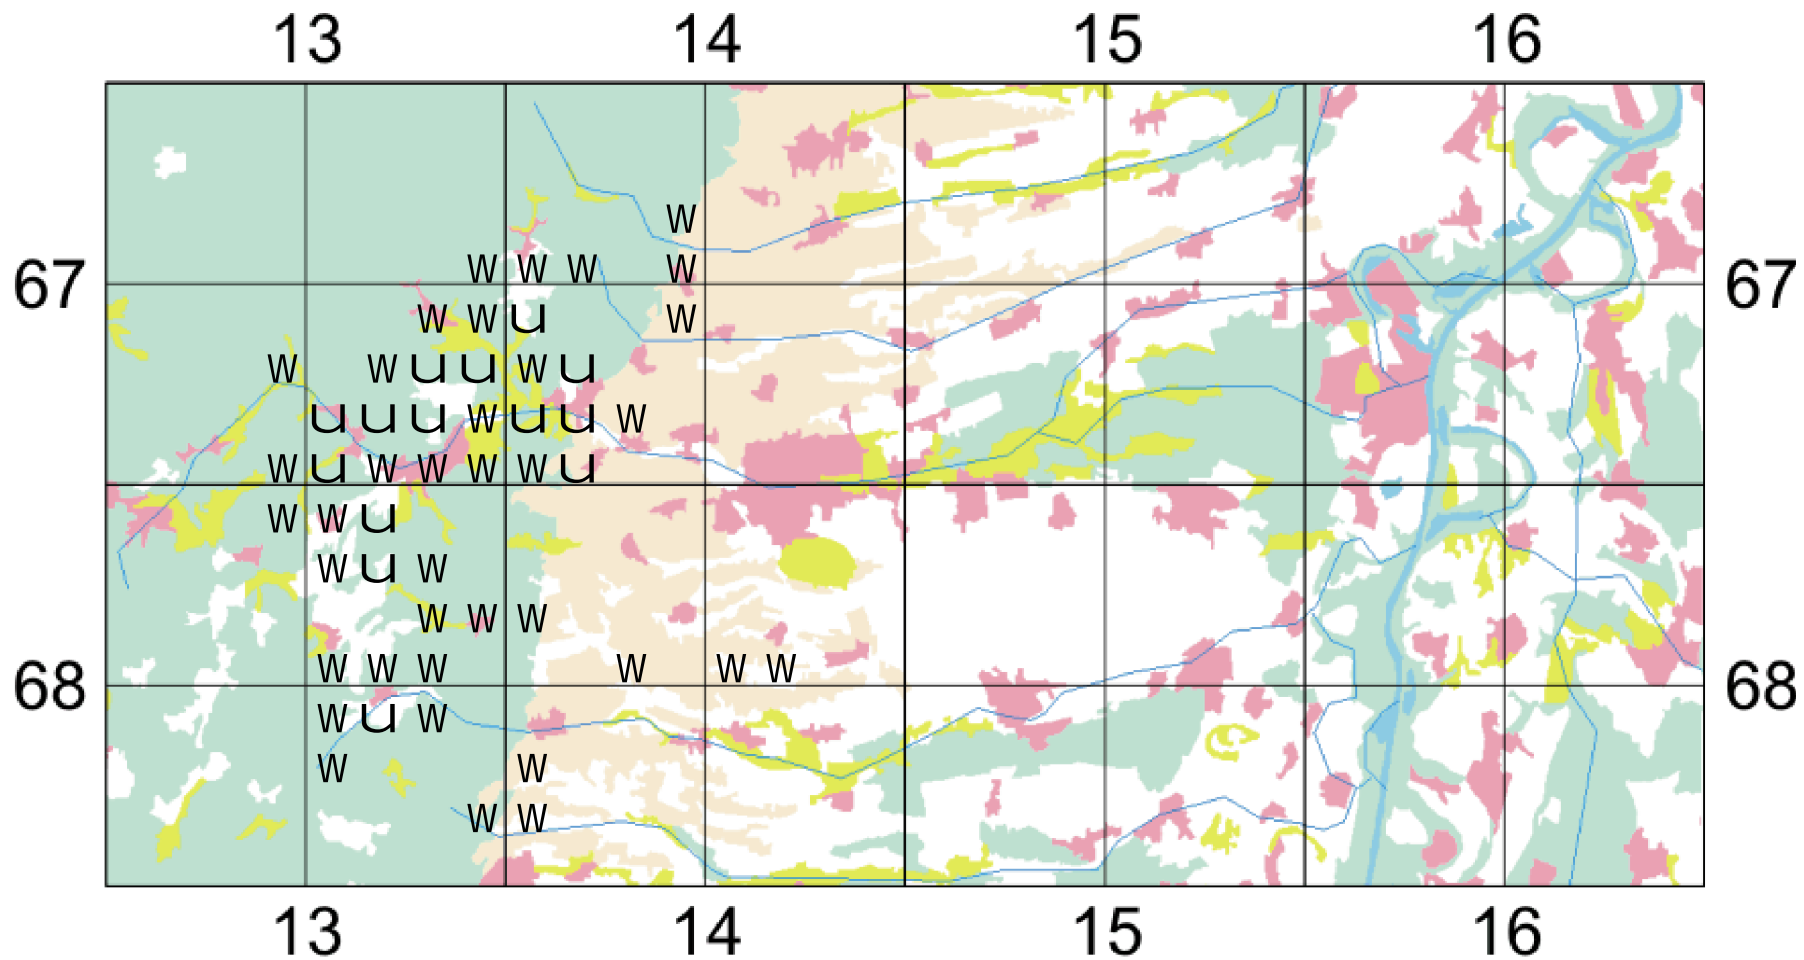 13 14 15 16
W
67 W W W W 67
W W u W
W W u u W u
u u u W u u W
W u W W W W u
W W u
W u W
W W W
68 W W W W W W 68
W u W
W W
W W
13 14 15 16